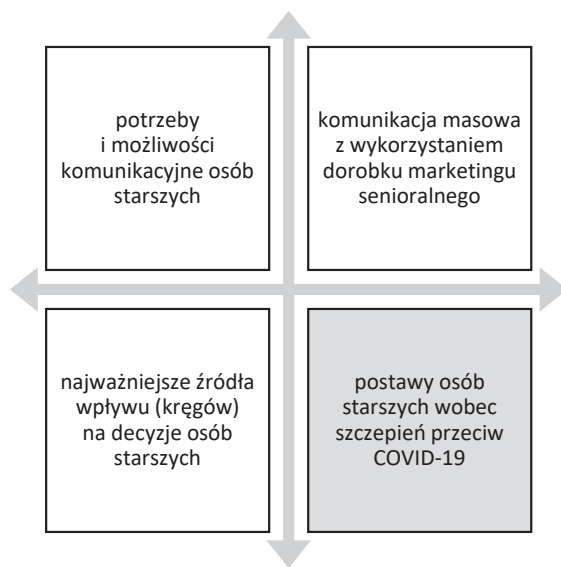 potrzeby
i możliwości
komunikacyjne osób
starszych
komunikacja masowa
z wykorzystaniem
dorobku marketingu
senioralnego
najważniejsze źródła
wpływu (kręgów)
na decyzje osób
starszych
postawy osób
starszych wobec
szczepień przeciw
COVID-19